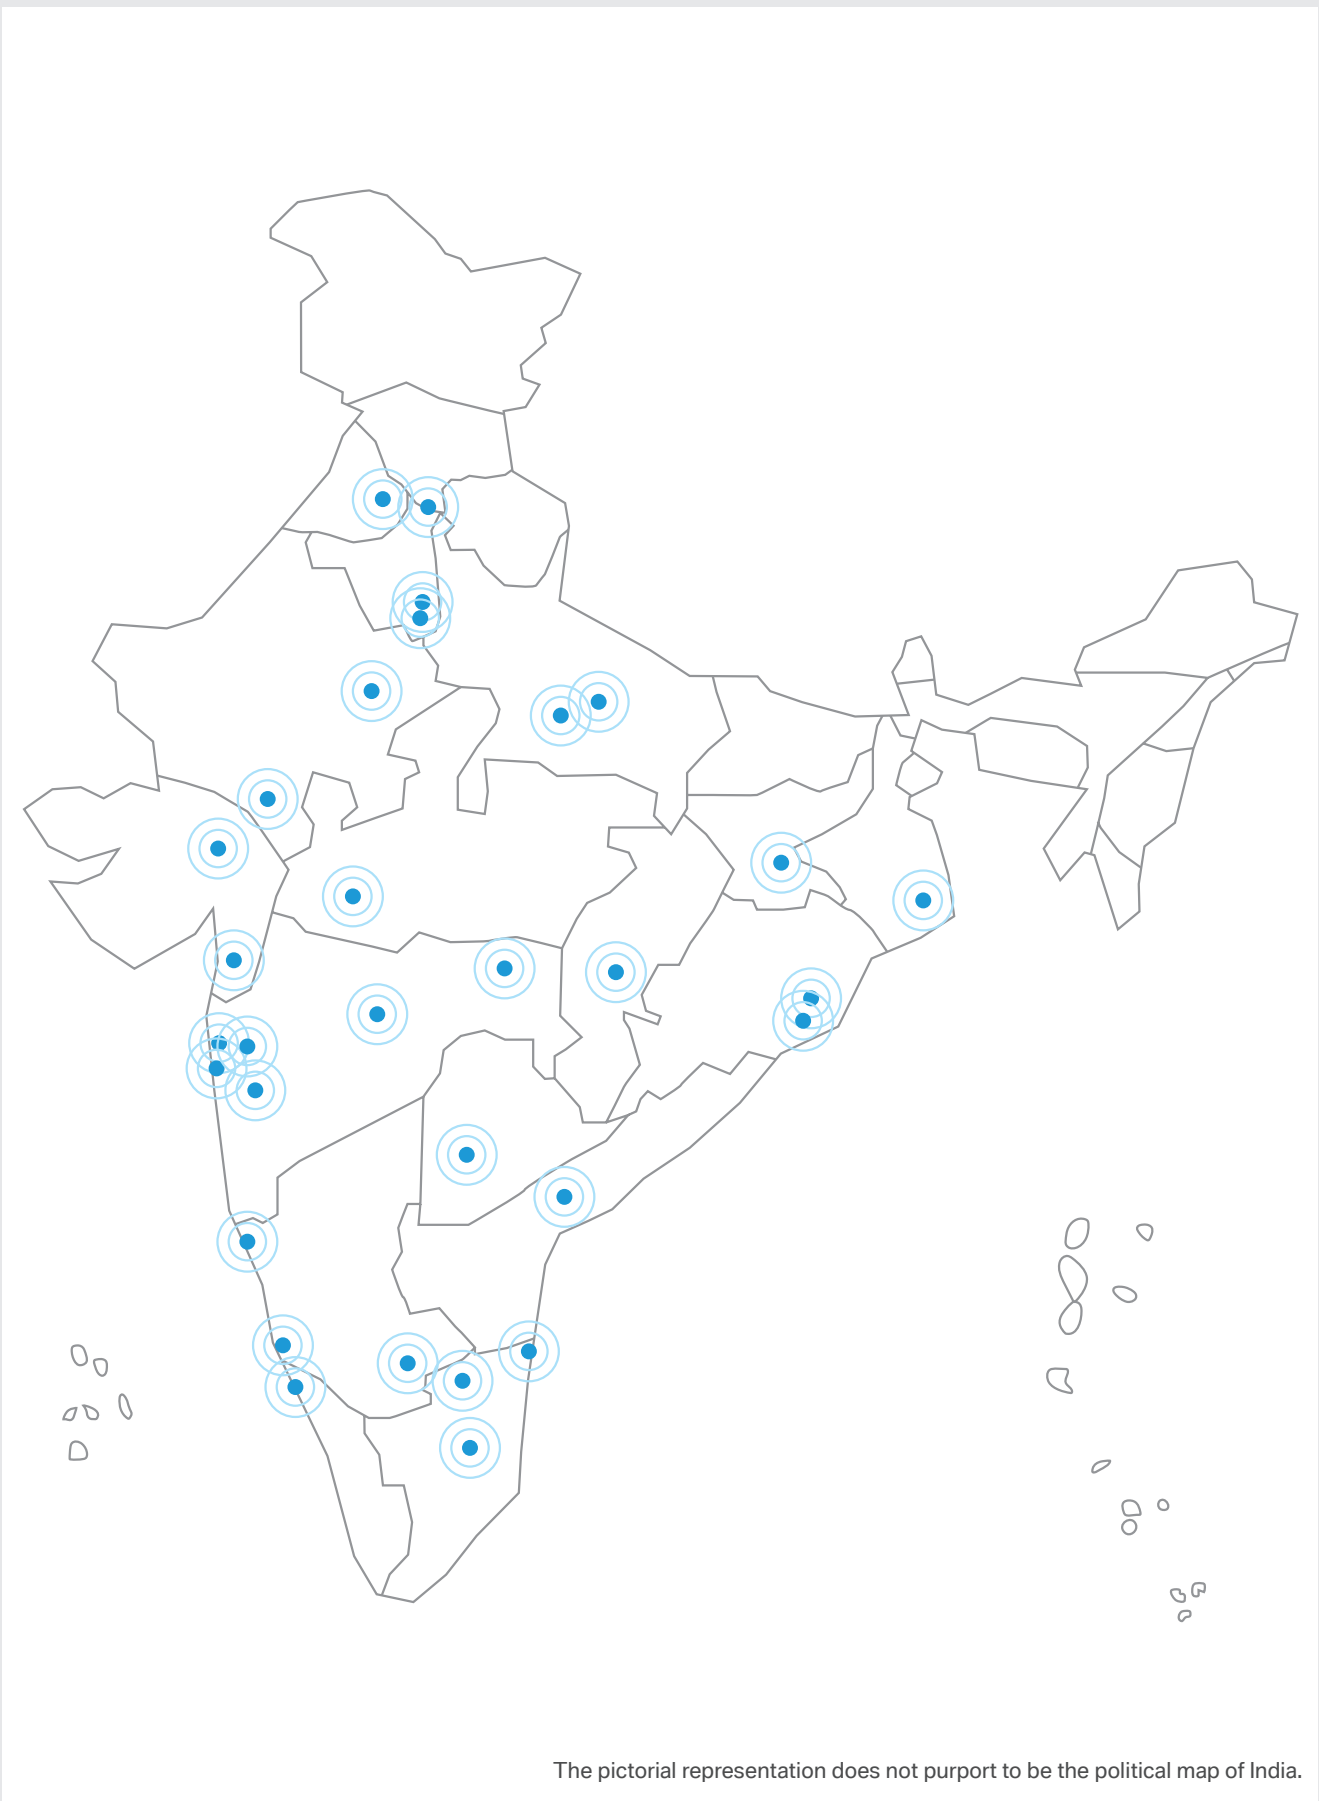 The pictorial representation does not purport to be the political map of India.